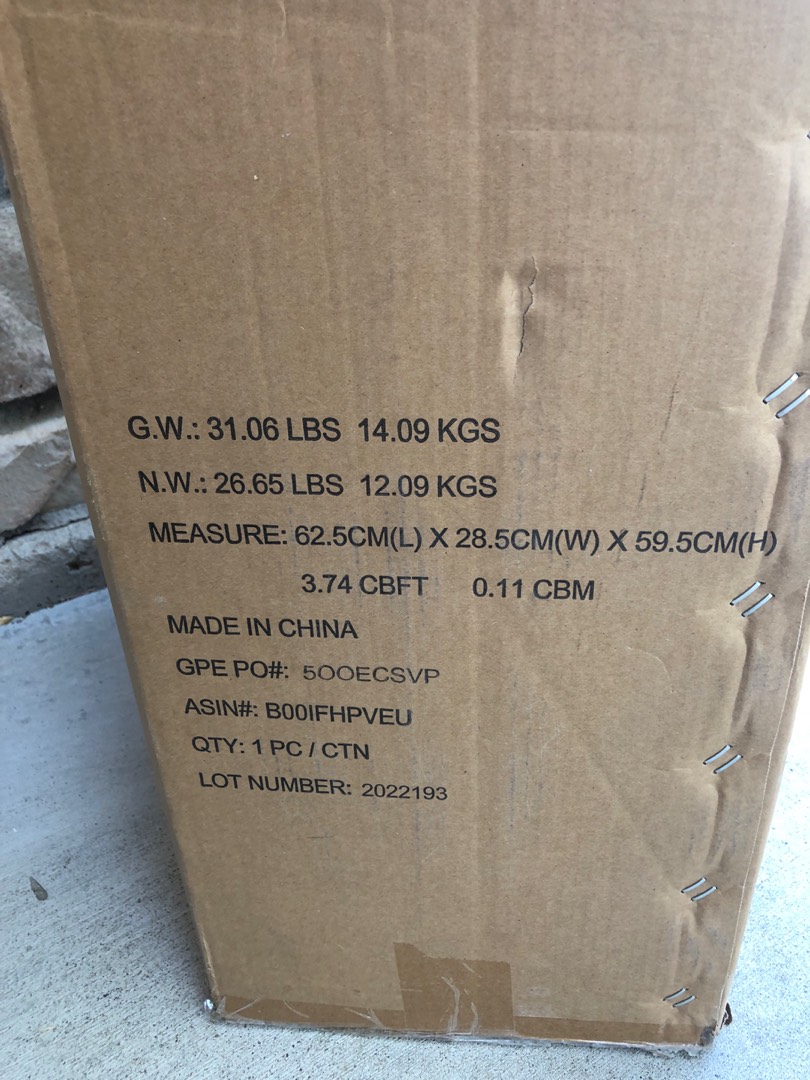 G.W.: 31.06 LBS 14.09 KGS
N.W.: 26.65 LBS 12.09 KGS
MEASURE: 62.5CM(L) X 28.5CM(W) X 59.5CM(H)
3.74 CBFT 0.11 CBM
MADE IN CHINA
GPE PO#: 5OOECSVP
ASIN#: B00IFHPVEU
QTY: 1 PC / CTN
LOT NUMBER: 2022193